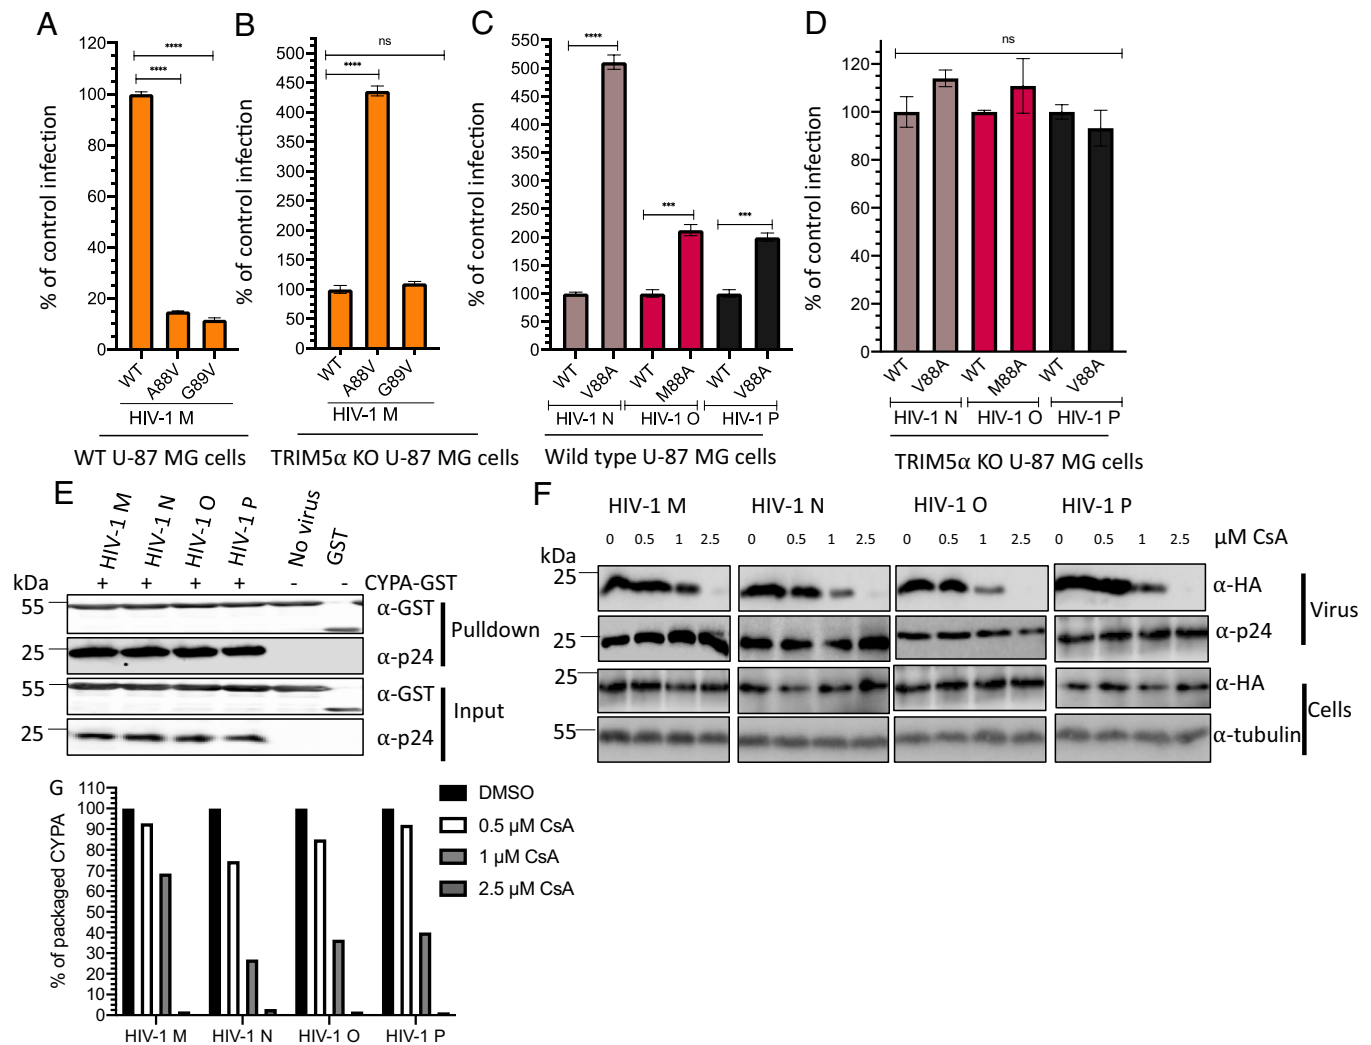 A
% of control infection
120
100
80
60
40
20
0
****
****
WT
A88V
G89V
HIV-1 M
WT U-87 MG cells
B
% of control infection
500
450
400
350
300
250
200
150
100
50
0
ns
****
WT
A88V
G89V
HIV-1 M
TRIM5α KO U-87 MG cells
C
% of control infection
550
500
450
400
350
300
250
200
150
100
50
0
****
***
***
WT
V88A
WT
M88A
WT
V88A
HIV-1 N
HIV-1 O
HIV-1 P
Wild type U-87 MG cells
D
% of control infection
120
100
80
60
40
20
0
ns
WT
V88A
WT
M88A
WT
V88A
HIV-1 N
HIV-1 O
HIV-1 P
TRIM5α KO U-87 MG cells
E
HIV-1 M
HIV-1 N
HIV-1 O
HIV-1 P
No virus
GST
kDa
+ + + + - - CYPA-GST
55
α-GST
25
α-p24
Pulldown
55
α-GST
25
α-p24
Input
F
HIV-1 M
HIV-1 N
HIV-1 O
HIV-1 P
0 0.5 1 2.5
0 0.5 1 2.5
0 0.5 1 2.5
0 0.5 1 2.5
μM CsA
kDa
25
α-HA
25
α-p24
Virus
25
α-HA
55
α-tubulin
Cells
G
% of packaged CYPA
110
100
90
80
70
60
50
40
30
20
10
0
HIV-1 M
HIV-1 N
HIV-1 O
HIV-1 P
DMSO
0.5 μM CsA
1 μM CsA
2.5 μM CsA